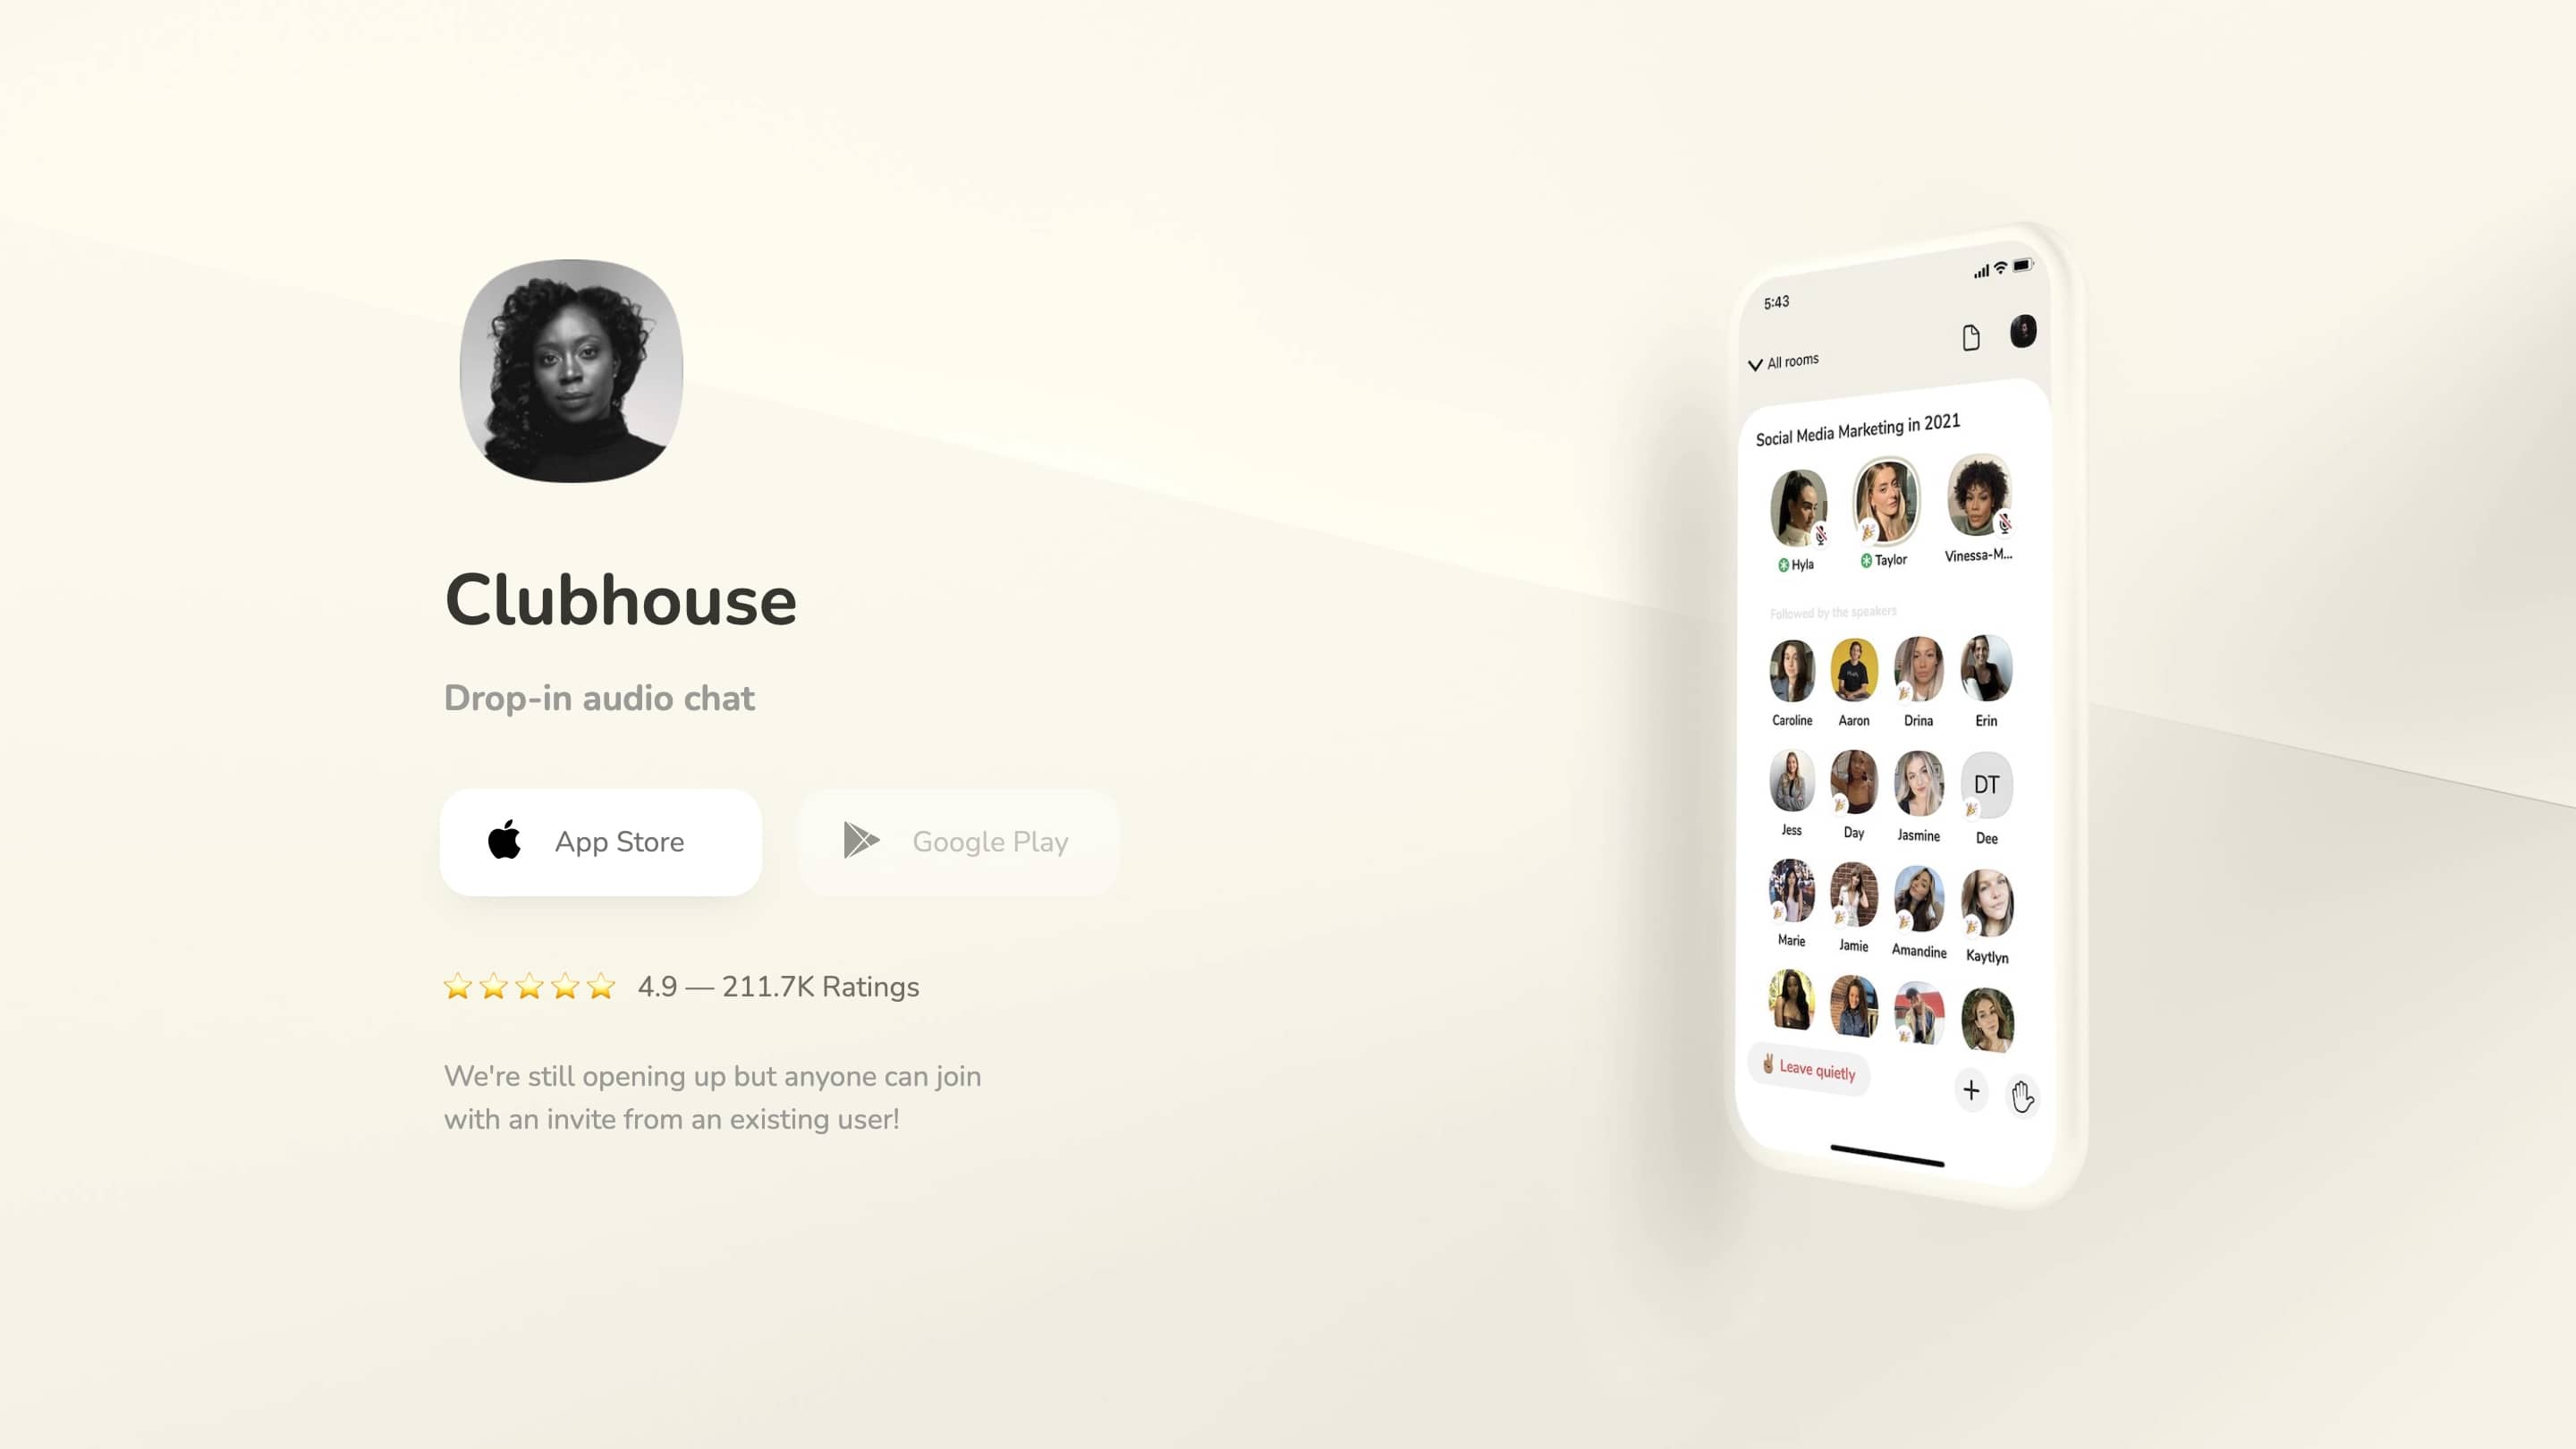 Clubhouse
Drop-in audio chat
App Store
Google Play
4.9 — 211.7K Ratings
We're still opening up but anyone can join
with an invite from an existing user!
5:43
All rooms
Social Media Marketing in 2021
Hyla
Taylor
Vinessa-M...
Followed by the speakers
Caroline
Aaron
Drina
Erin
DT
Jess
Day
Jasmine
Dee
Marie
Jamie
Amandine
Kaytlyn
Leave quietly